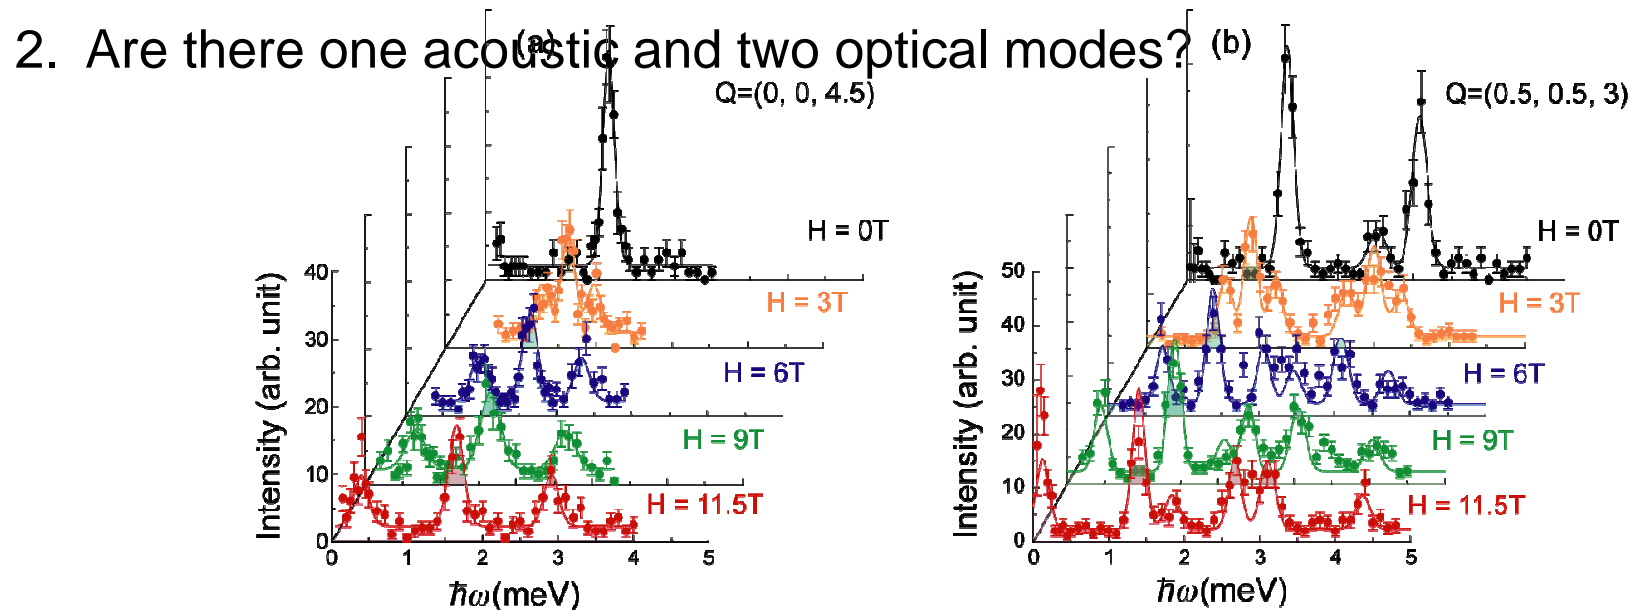 2. Are there one acoustic and two optical modes?
(a)
Q=(0, 0, 4.5)
H = 0T
H = 3T
H = 6T
H = 9T
H = 11.5T
Intensity (arb. unit)
40
30
20
10
0
0 1 2 3 4 5
ħω(meV)
(b)
Q=(0.5, 0.5, 3)
H = 0T
H = 3T
H = 6T
H = 9T
H = 11.5T
Intensity (arb. unit)
50
40
30
20
10
0
0 1 2 3 4 5
ħω(meV)